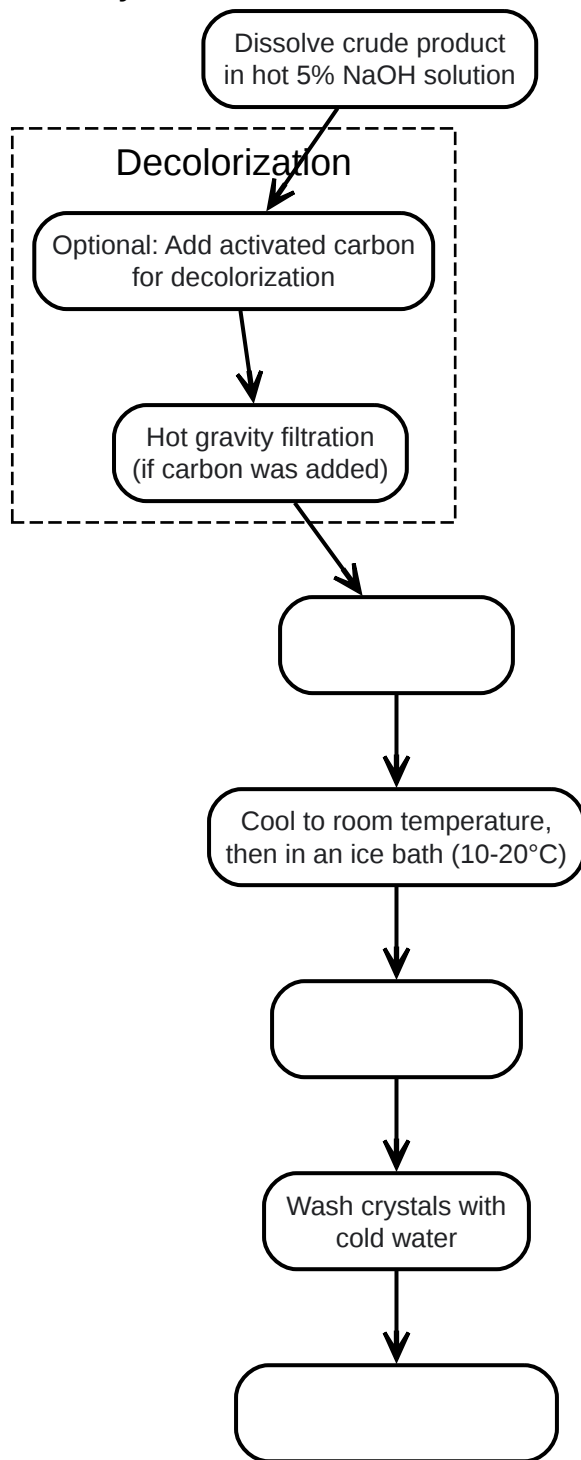 Dissolve crude product
in hot 5% NaOH solution
Decolorization
Optional: Add activated carbon
for decolorization
Hot gravity filtration
(if carbon was added)
Cool to room temperature,
then in an ice bath (10-20°C)
Wash crystals with
cold water